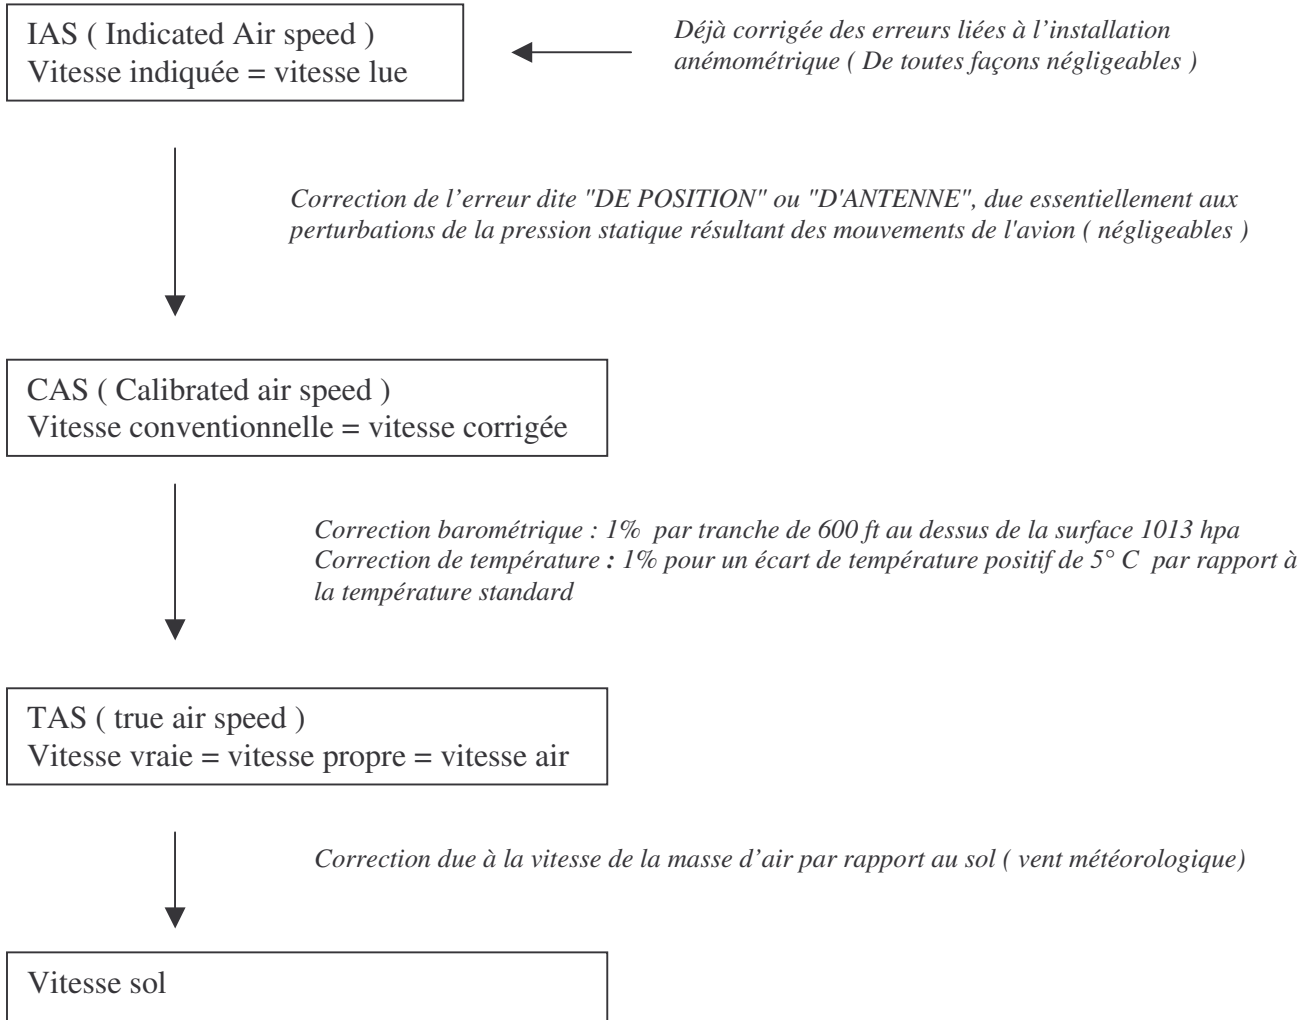 IAS ( Indicated Air speed )
Vitesse indiquée = vitesse lue
Déjà corrigée des erreurs liées à l’installation
anémométrique ( De toutes façons négligeables )
Correction de l’erreur dite "DE POSITION" ou "D'ANTENNE", due essentiellement aux
perturbations de la pression statique résultant des mouvements de l'avion ( négligeables )
CAS ( Calibrated air speed )
Vitesse conventionnelle = vitesse corrigée
Correction barométrique : 1% par tranche de 600 ft au dessus de la surface 1013 hpa
Correction de température : 1% pour un écart de température positif de 5° C par rapport à
la température standard
TAS ( true air speed )
Vitesse vraie = vitesse propre = vitesse air
Correction due à la vitesse de la masse d’air par rapport au sol ( vent météorologique)
Vitesse sol